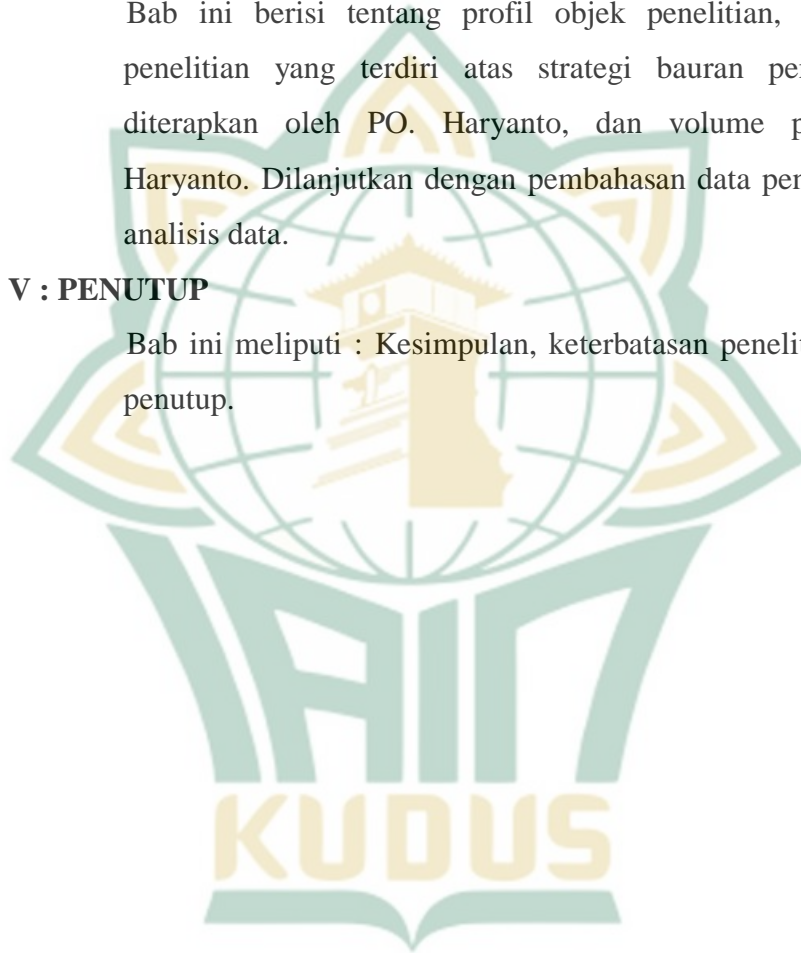 Bab ini berisi tentang profil objek penelitian,
penelitian yang terdiri atas strategi bauran
diterapkan oleh PO. Haryanto, dan volume
Haryanto. Dilanjutkan dengan pembahasan data
analisis data.
V : PENUTUP
Bab ini meliputi : Kesimpulan, keterbatasan
penutup.
IAIN
KUDUS